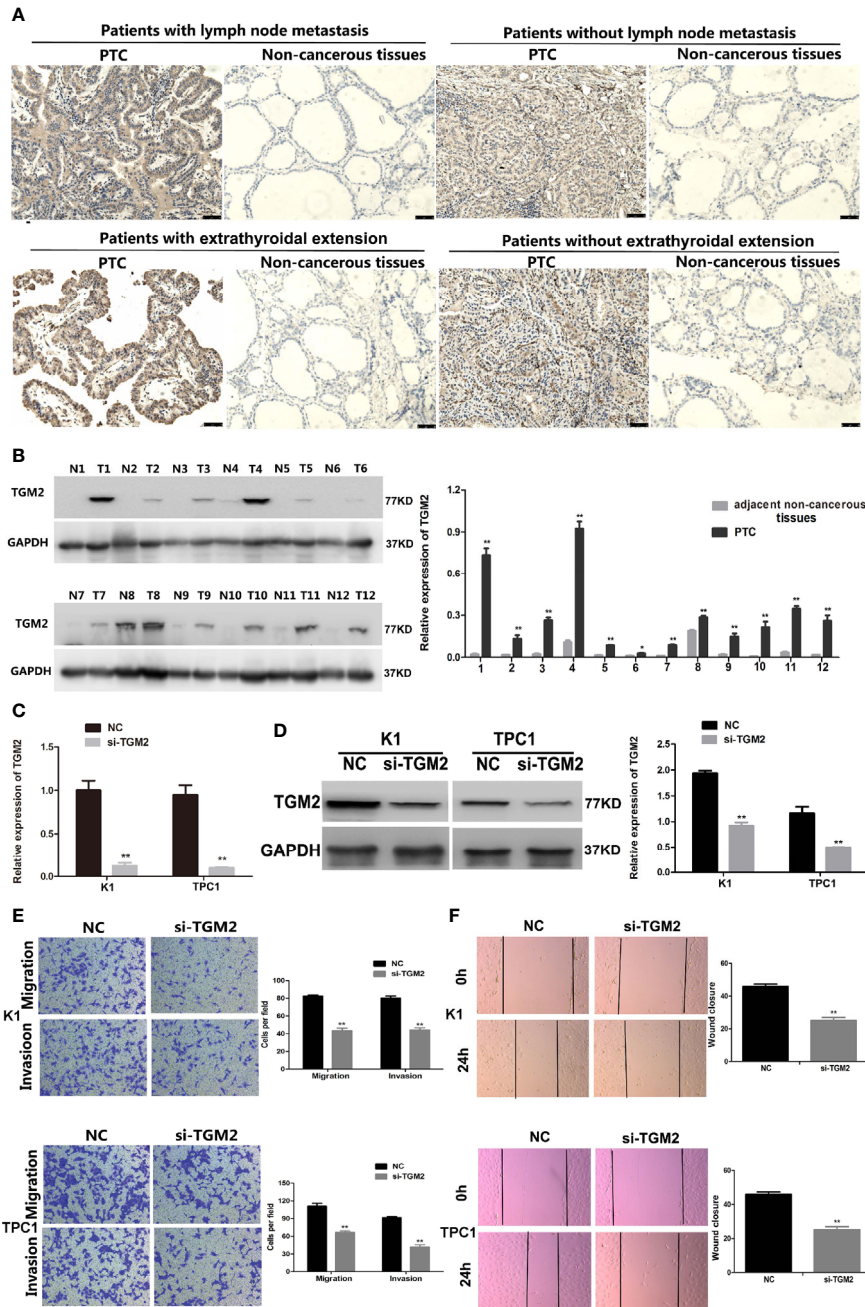 A
Patients with lymph node metastasis
Patients without lymph node metastasis
PTC
Non-cancerous tissues
PTC
Non-cancerous tissues
Patients with extrathyroidal extension
Patients without extrathyroidal extension
PTC
Non-cancerous tissues
PTC
Non-cancerous tissues
B
N1 T1 N2 T2 N3 T3 N4 T4 N5 T5 N6 T6
TGM2
77KD
GAPDH
37KD
N7 T7 N8 T8 N9 T9 N10 T10 N11 T11 N12 T12
TGM2
77KD
GAPDH
37KD
Relative expression of TGM2
1.2
0.9
0.6
0.3
0.0
** ** ** ** ** * ** ** ** ** ** **
1 2 3 4 5 6 7 8 9 10 11 12
adjacent non-cancerous
tissues
PTC
C
NC
si-TGM2
Relative expression of TGM2
1.5
1.0
0.5
0.0
** **
K1 TPC1
D
K1 TPC1
NC si-TGM2 NC si-TGM2
TGM2
77KD
GAPDH
37KD
NC
si-TGM2
Relative expression of TGM2
2.5
2.0
1.5
1.0
0.5
0.0
** **
K1 TPC1
E
NC si-TGM2
K1
Migration
Invasioon
NC
si-TGM2
Cells per field
100
80
60
40
20
0
** **
Migration Invasion
NC si-TGM2
TPC1
Migration
Invasion
NC
si-TGM2
Cells per field
150
120
90
60
30
0
** **
Migration Invasion
F
NC si-TGM2
K1
0h
24h
Wound closure
60
40
20
0
**
NC si-TGM2
NC si-TGM2
TPC1
0h
24h
Wound closure
60
40
20
0
**
NC si-TGM2